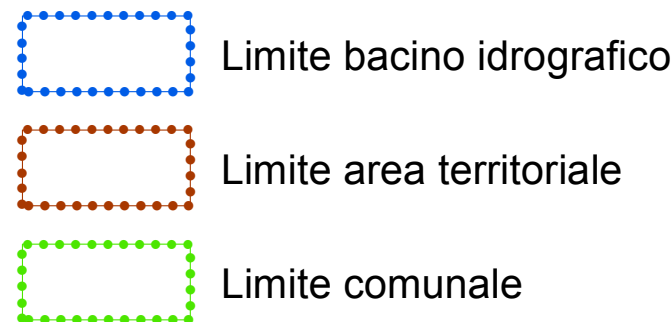 Limite bacino idrografico
Limite area territoriale
Limite comunale